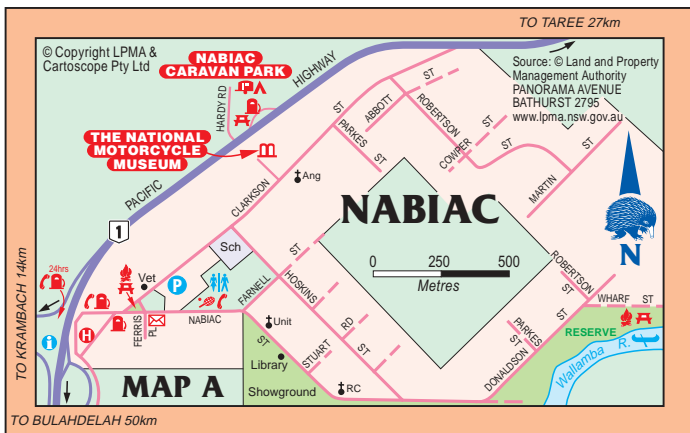 TO TAREE 27km
© Copyright LPMA &
Cartoscope Pty Ltd
NABIAC
CARAVAN PARK
HIGHWAY
Source: © Land and Property
Management Authority
PANORAMA AVENUE
BATHURST 2795
www.lpma.nsw.gov.au
HARDY RD
THE NATIONAL
MOTORCYCLE
MUSEUM
ST
ABBOTT
ST
ROBERTSON
PARKES
ST
COWPER
ST
ST
MARTIN
ST
PACIFIC
CLARKSON
Ang
NABIAC
N
1
Sch
ST
HOSKINS
0 250 500
Metres
TO KRAMBACH 14km
24hrs
Vet
P
FARNELL
ROBERTSON
ST
WHARF ST
i
H
FERRIS
PL
NABIAC
ST
Unit
STUART
RD
ST
PARKES
ST
RESERVE
Wallamba
R.
Library
Showground
RC
DONALDSON
ST
MAP A
TO BULAHDELAH 50km